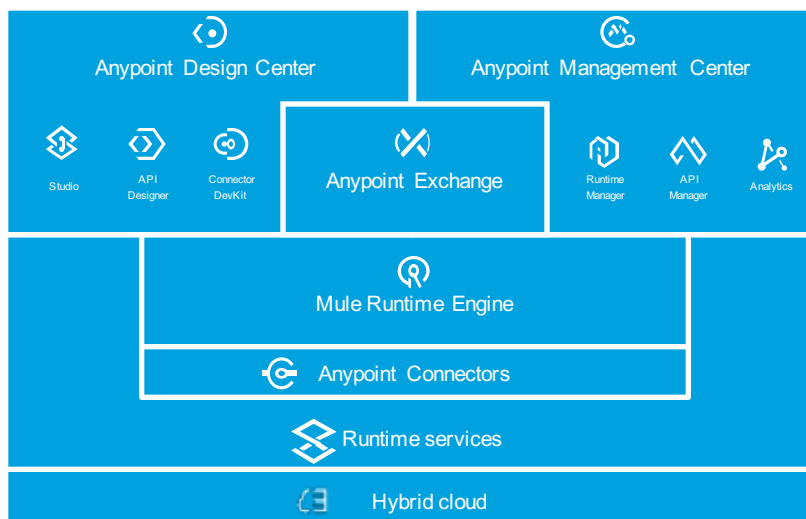 Anypoint Design Center
Anypoint Management Center
Studio
API
Designer
Connector
DevKit
Anypoint Exchange
Runtime
Manager
API
Manager
Analytics
Mule Runtime Engine
Anypoint Connectors
Runtime services
Hybrid cloud